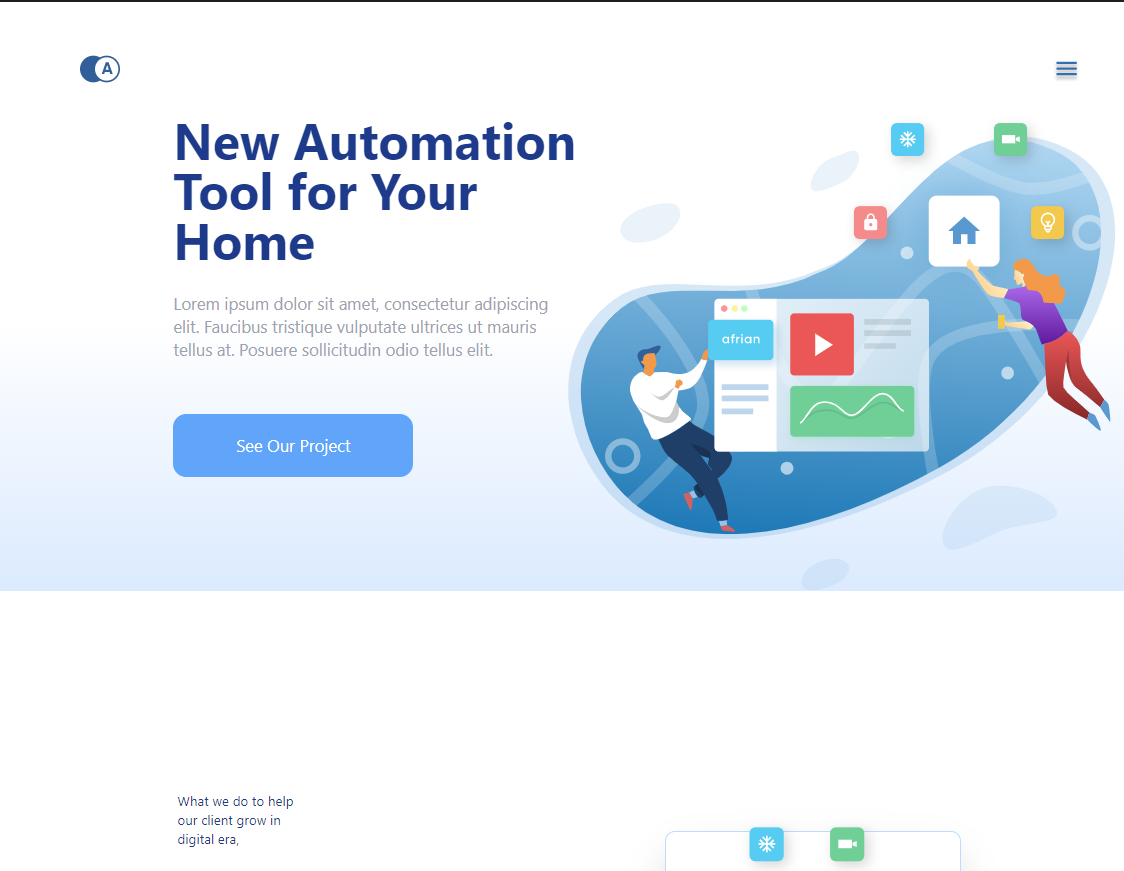 A
New Automation
Tool for Your
Home
Lorem ipsum dolor sit amet, consectetur adipiscing
elit. Faucibus tristique vulputate ultrices ut mauris
tellus at. Posuere sollicitudin odio tellus elit.
afrian
See Our Project
What we do to help
our client grow in
digital era,